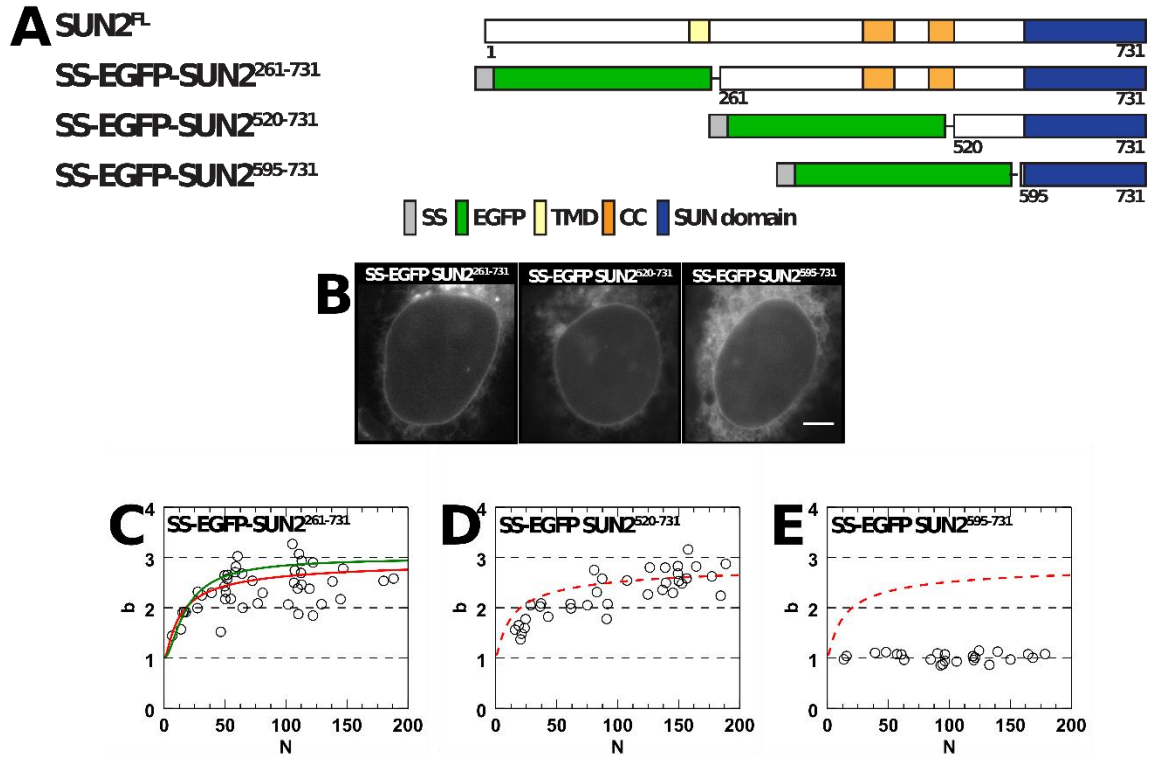 A
SUN2FL
1 731
SS-EGFP-SUN2261-731
261 731
SS-EGFP-SUN2520-731
520 731
SS-EGFP-SUN2595-731
595 731
SS EGFP TMD CC SUN domain
B
SS-EGFP SUN2261-731 SS-EGFP SUN2520-731 SS-EGFP SUN2595-731
C SS-EGFP-SUN2261-731
4
3
2
1
0
b
0 50 100 150 200
N
D SS-EGFP SUN2520-731
4
3
2
1
0
b
0 50 100 150 200
N
E SS-EGFP SUN2595-731
4
3
2
1
0
b
0 50 100 150 200
N